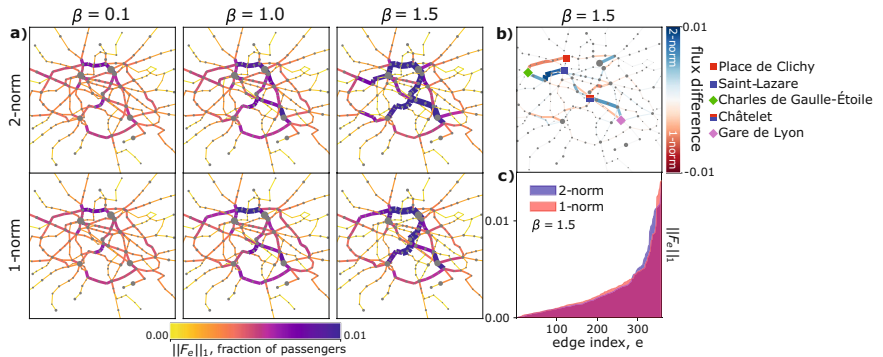 β = 0.1
β = 1.0
β = 1.5
a)
2-norm
1-norm
0.00
0.01
||F_e||_1, fraction of passengers
b)
β = 1.5
0.01
2-norm
1-norm
-0.01
flux difference
Place de Clichy
Saint-Lazare
Charles de Gaulle-Étoile
Châtelet
Gare de Lyon
c)
2-norm
1-norm
β = 1.5
0.01
0.00
100
200
300
edge index, e
||F_e||_1